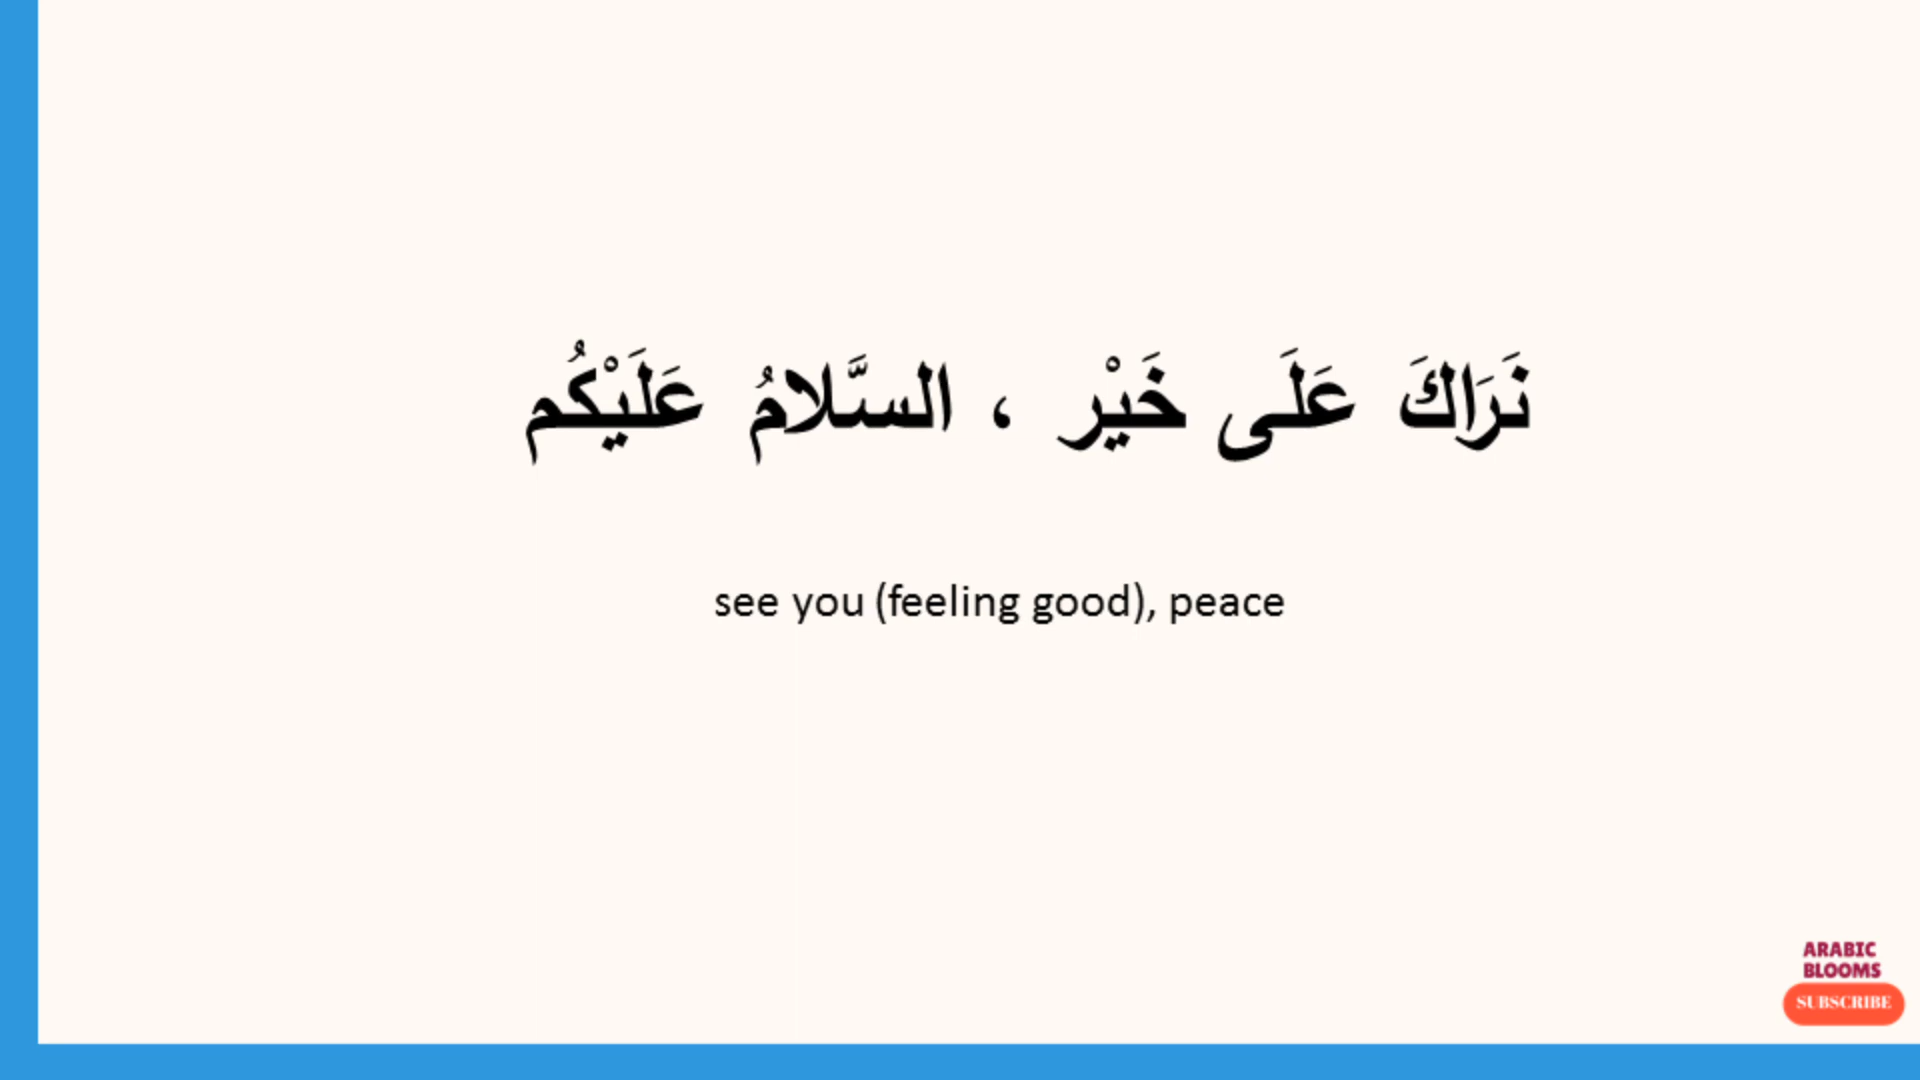 نَرَاكَ عَلَى خَيْر ، السَّلامُ عَلَيْكُم
see you (feeling good), peace
ARABIC
BLOOMS
SUBSCRIBE